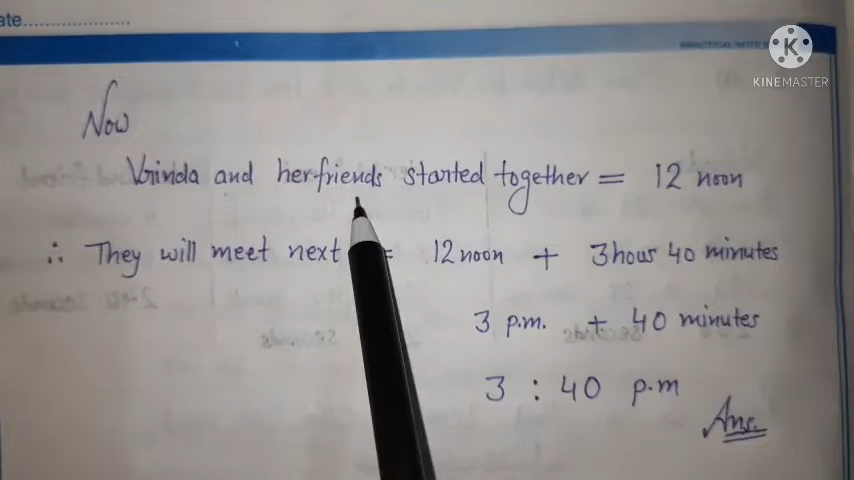 ate....................
K
KINEMASTER
Now
Vrinda and her friends started together = 12 noon
∴ They will meet next = 12 noon + 3 hour 40 minutes
3 p.m. + 40 minutes
3 : 40 p.m
Ans.